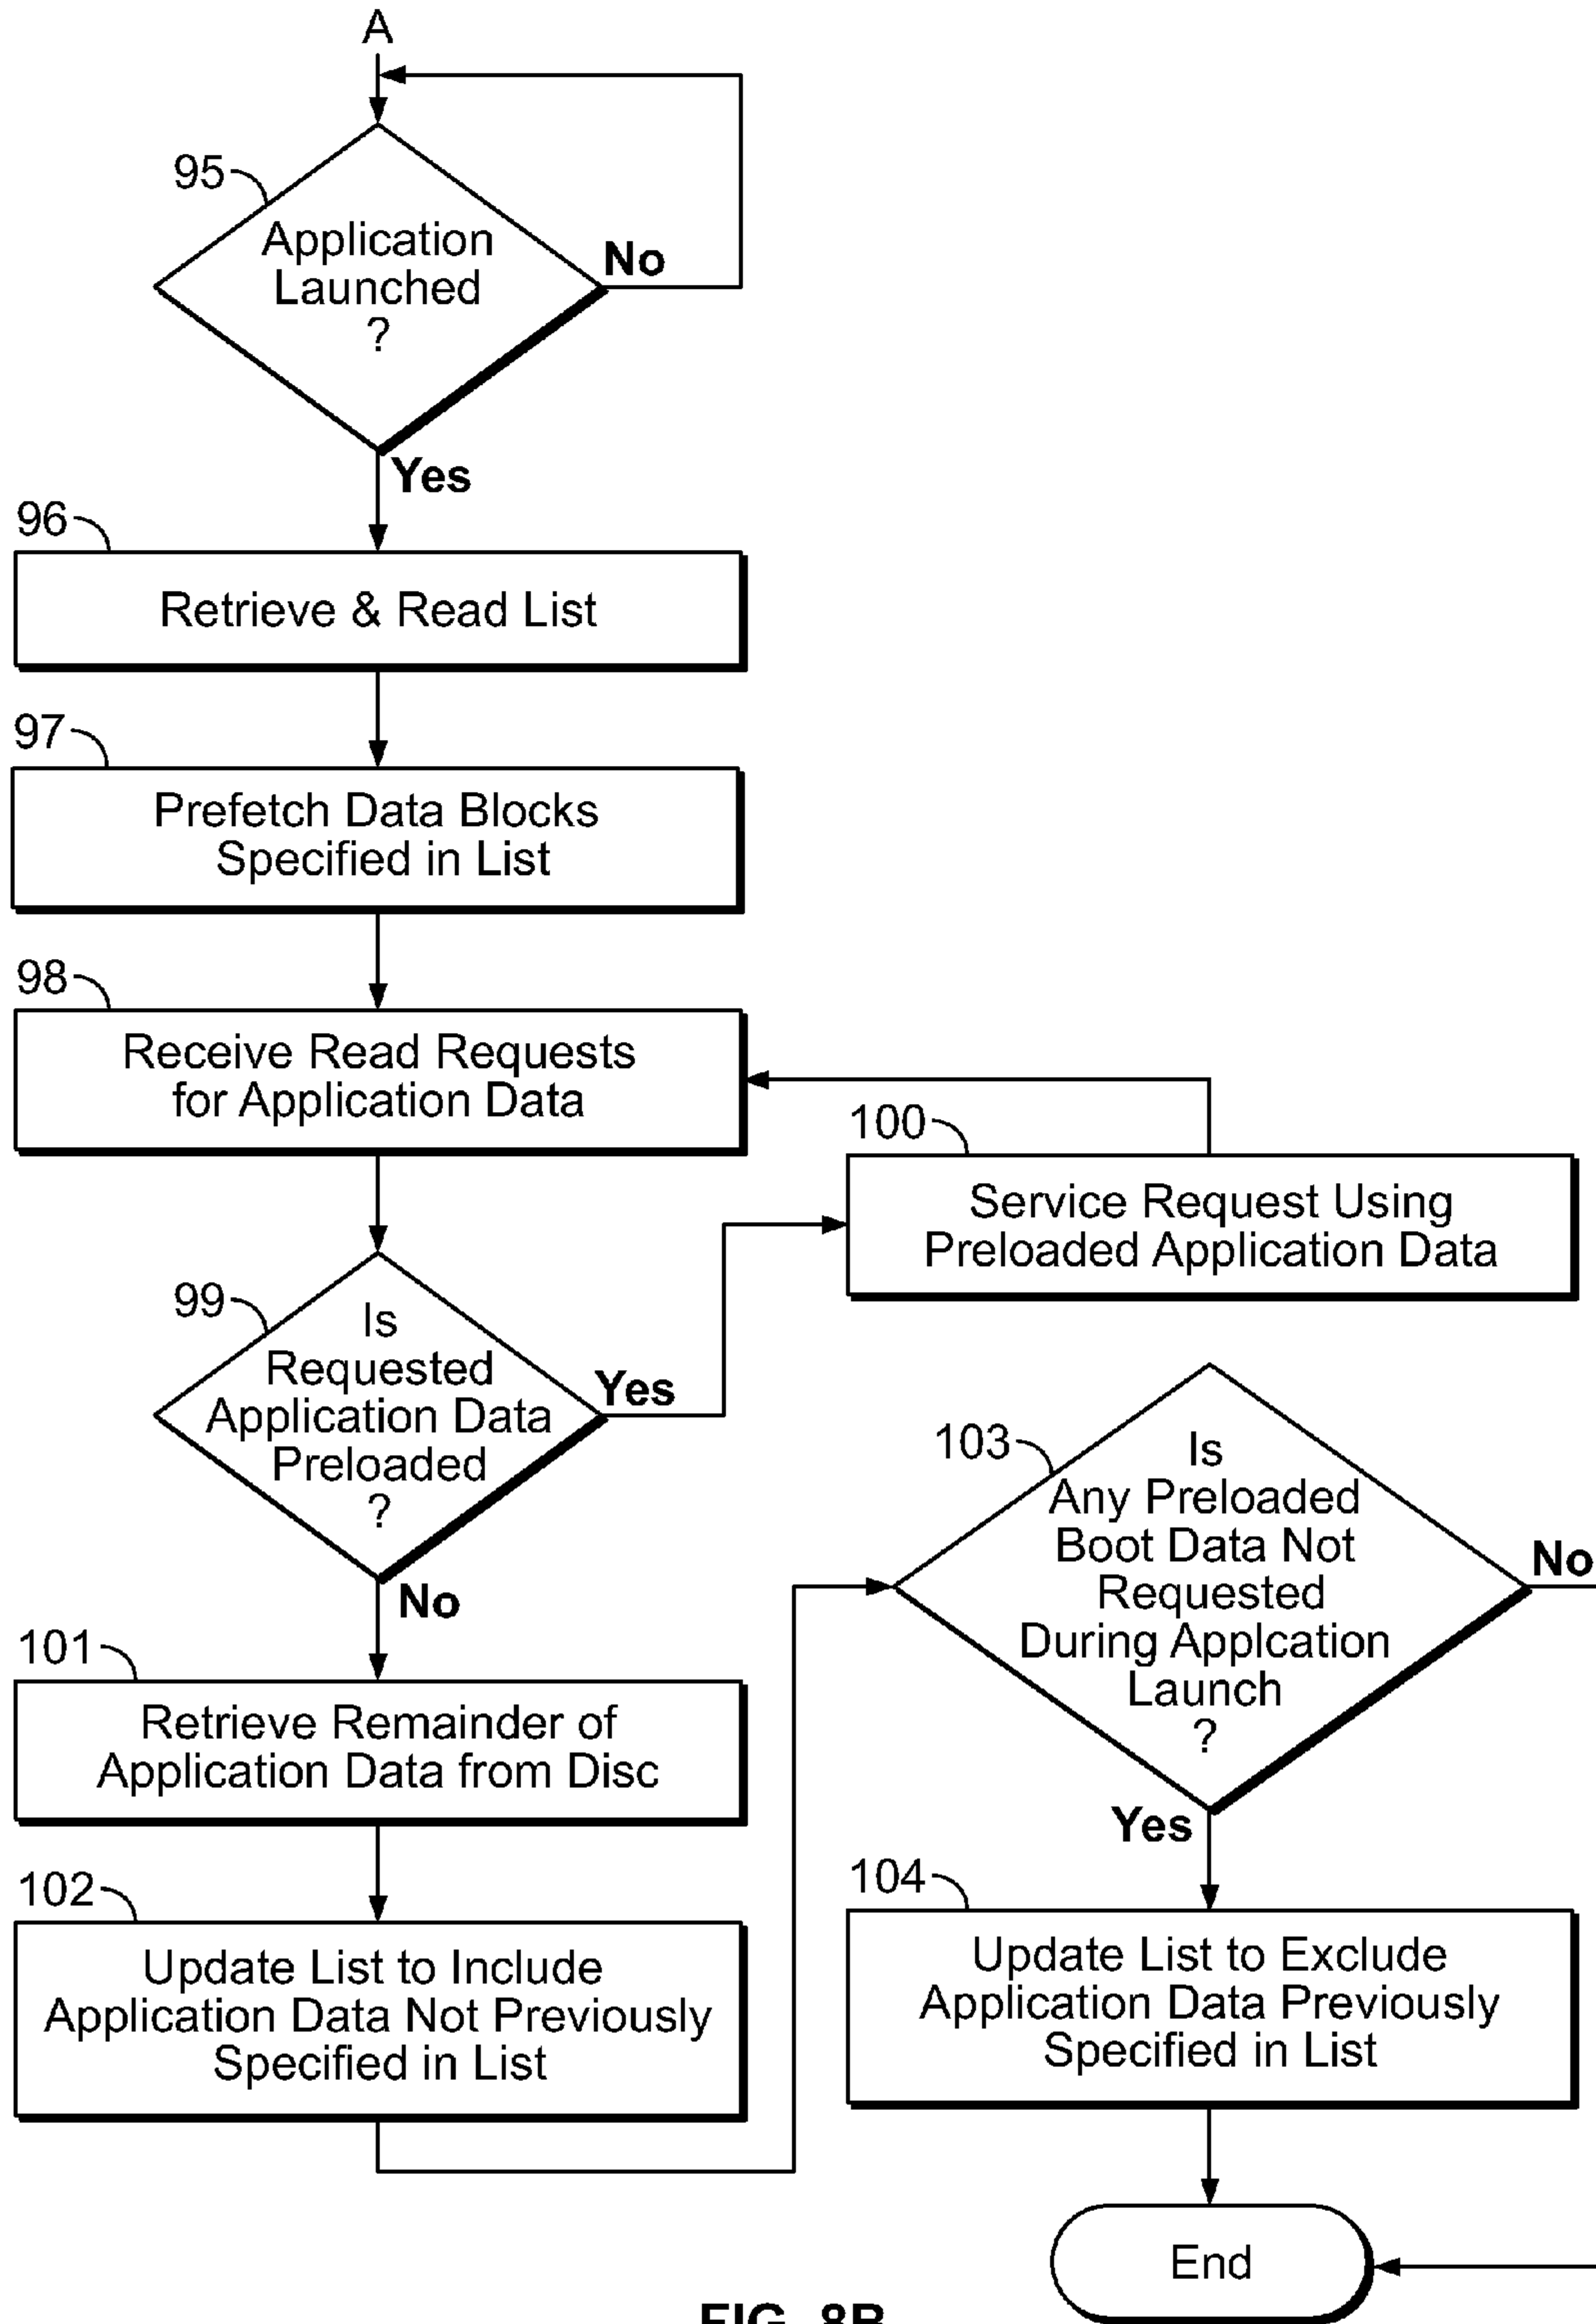 A
95
Application
Launched
?
No
Yes
96
Retrieve & Read List
97
Prefetch Data Blocks
Specified in List
98
Receive Read Requests
for Application Data
99
Is
Requested
Application Data
Preloaded
?
Yes
No
100
Service Request Using
Preloaded Application Data
101
Retrieve Remainder of
Application Data from Disc
102
Update List to Include
Application Data Not Previously
Specified in List
103
Is
Any Preloaded
Boot Data Not
Requested
During Applcation
Launch
?
No
Yes
104
Update List to Exclude
Application Data Previously
Specified in List
End
FIG. 8B